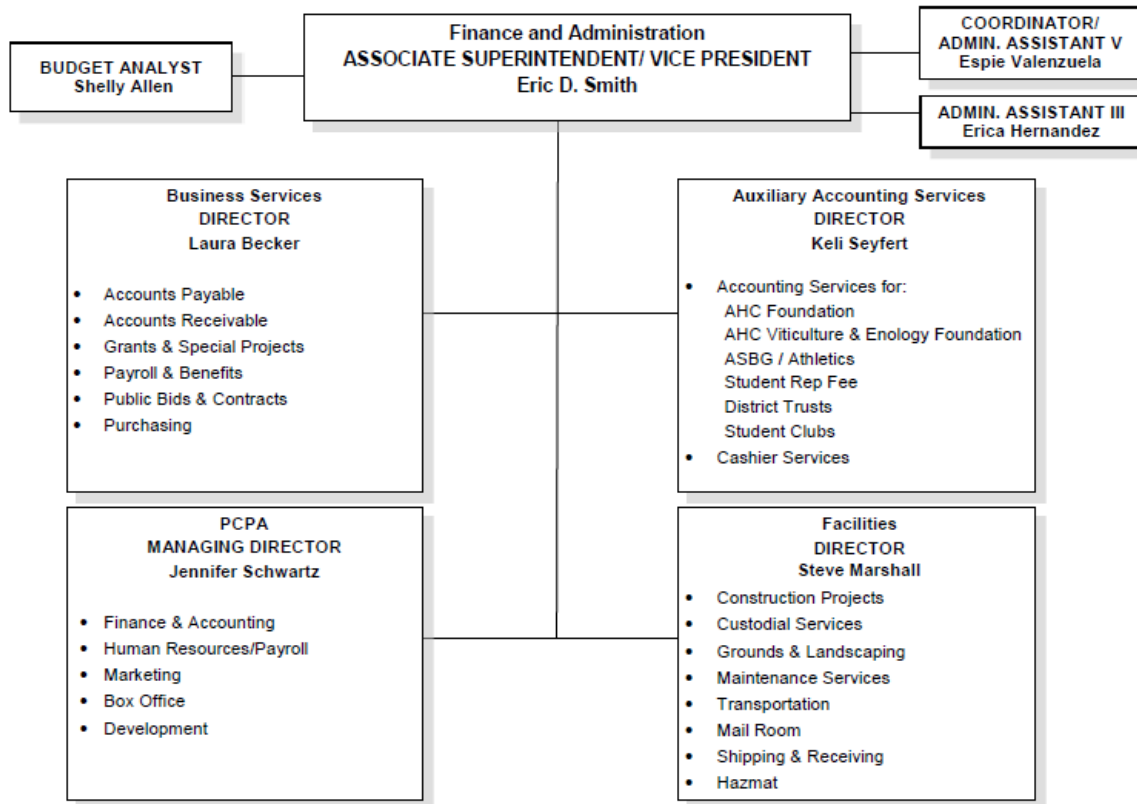 Finance and Administration
ASSOCIATE SUPERINTENDENT/ VICE PRESIDENT
Eric D. Smith
BUDGET ANALYST
Shelly Allen
COORDINATOR/
ADMIN. ASSISTANT V
Espie Valenzuela
ADMIN. ASSISTANT III
Erica Hernandez
Business Services
DIRECTOR
Laura Becker
• Accounts Payable
• Accounts Receivable
• Grants & Special Projects
• Payroll & Benefits
• Public Bids & Contracts
• Purchasing
Auxiliary Accounting Services
DIRECTOR
Keli Seyfert
• Accounting Services for:
AHC Foundation
AHC Viticulture & Enology Foundation
ASBG / Athletics
Student Rep Fee
District Trusts
Student Clubs
• Cashier Services
PCPA
MANAGING DIRECTOR
Jennifer Schwartz
• Finance & Accounting
• Human Resources/Payroll
• Marketing
• Box Office
• Development
Facilities
DIRECTOR
Steve Marshall
• Construction Projects
• Custodial Services
• Grounds & Landscaping
• Maintenance Services
• Transportation
• Mail Room
• Shipping & Receiving
• Hazmat